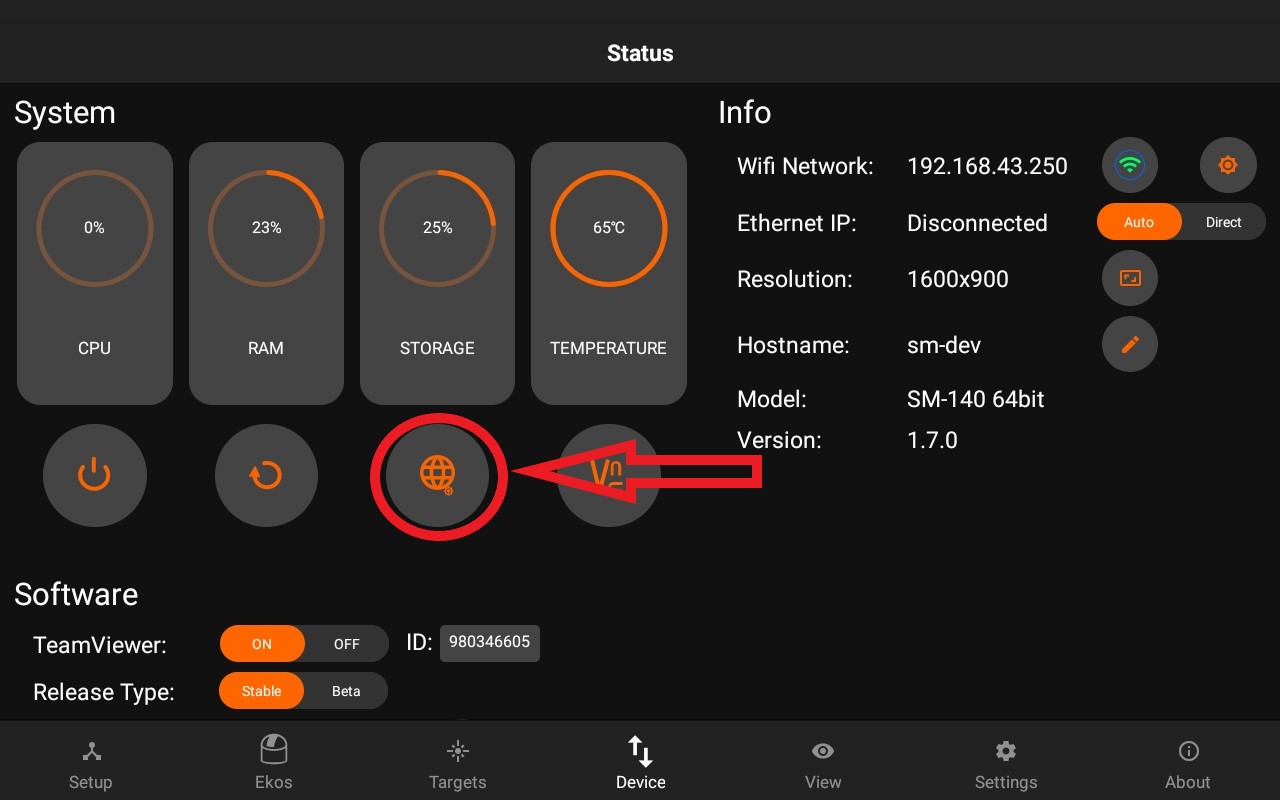 Status
System
0%
CPU
23%
RAM
25%
STORAGE
65℃
TEMPERATURE
Info
Wifi Network: 192.168.43.250
Ethernet IP: Disconnected Auto Direct
Resolution: 1600x900
Hostname: sm-dev
Model: SM-140 64bit
Version: 1.7.0
Software
TeamViewer: ON OFF ID: 980346605
Release Type: Stable Beta
Setup Ekos Targets Device View Settings About